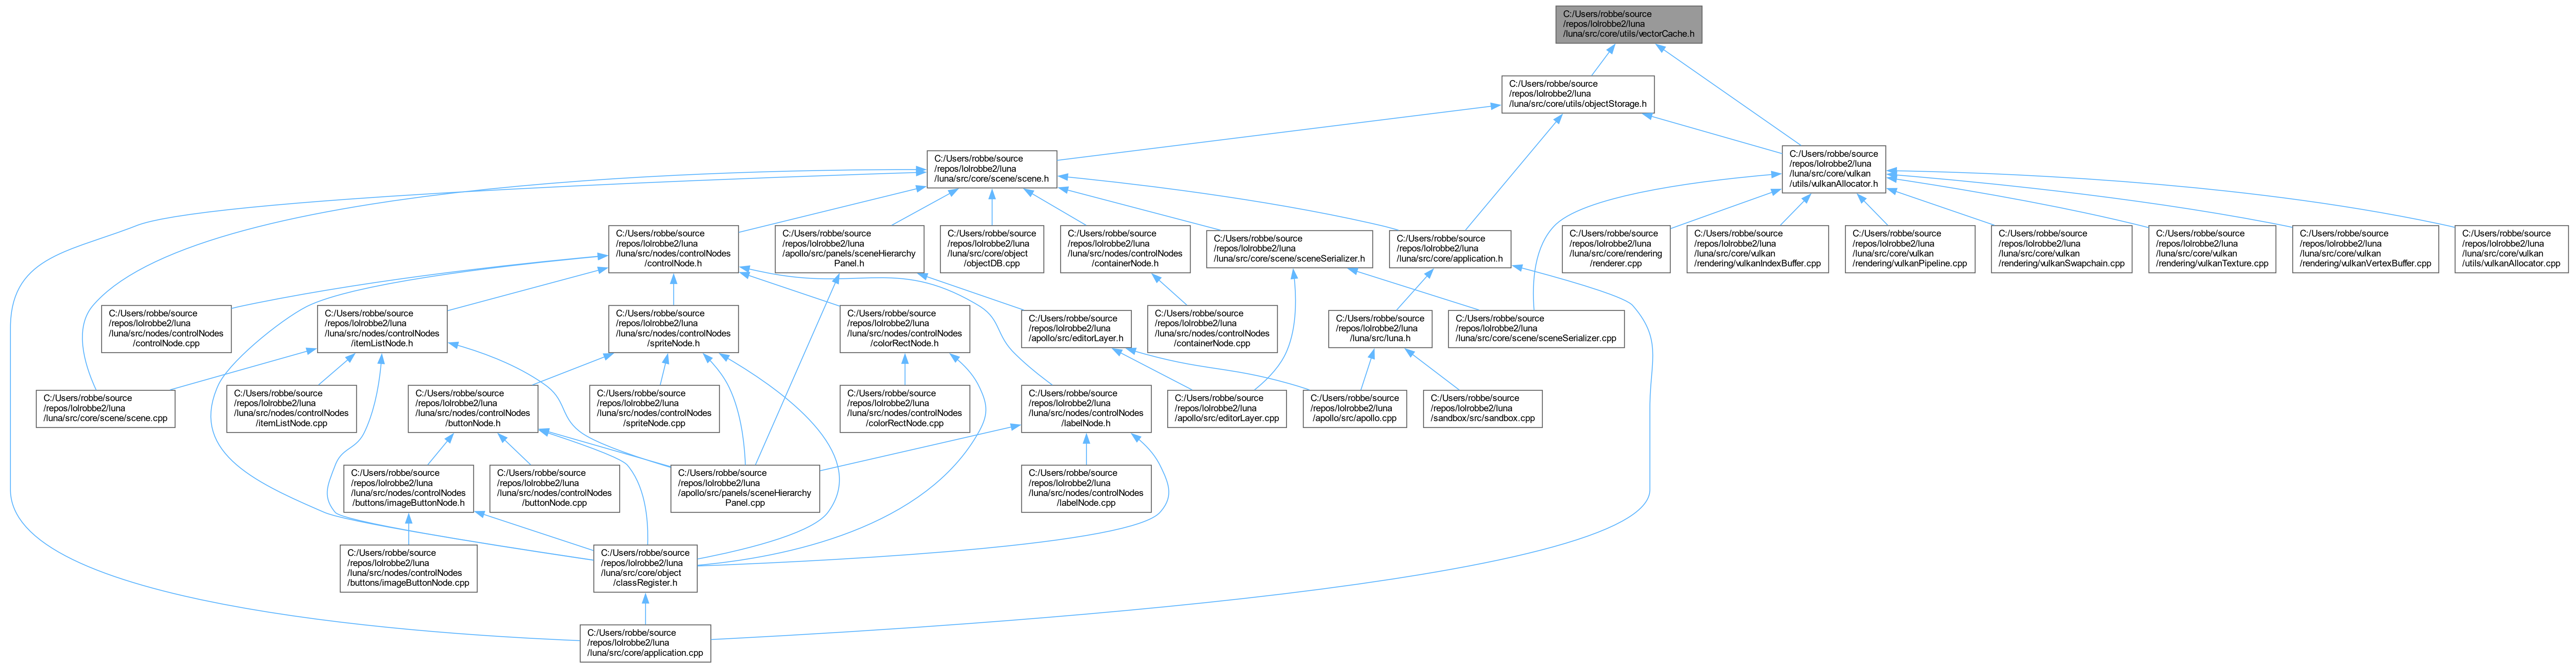 C:/Users/robbe/source
/repos/lolrobbe2/luna
/luna/src/core/utils/vectorCache.h
C:/Users/robbe/source
/repos/lolrobbe2/luna
/luna/src/core/utils/objectStorage.h
C:/Users/robbe/source
/repos/lolrobbe2/luna
/luna/src/core/scene/scene.h
C:/Users/robbe/source
/repos/lolrobbe2/luna
/luna/src/core/vulkan
/utils/vulkanAllocator.h
C:/Users/robbe/source
/repos/lolrobbe2/luna
/luna/src/nodes/controlNodes
/controlNode.h
C:/Users/robbe/source
/repos/lolrobbe2/luna
/apollo/src/panels/sceneHierarchy
Panel.h
C:/Users/robbe/source
/repos/lolrobbe2/luna
/luna/src/core/object
/objectDB.cpp
C:/Users/robbe/source
/repos/lolrobbe2/luna
/luna/src/nodes/controlNodes
/containerNode.h
C:/Users/robbe/source
/repos/lolrobbe2/luna
/luna/src/core/scene/sceneSerializer.h
C:/Users/robbe/source
/repos/lolrobbe2/luna
/luna/src/core/application.h
C:/Users/robbe/source
/repos/lolrobbe2/luna
/luna/src/core/rendering
/renderer.cpp
C:/Users/robbe/source
/repos/lolrobbe2/luna
/luna/src/core/vulkan
/rendering/vulkanIndexBuffer.cpp
C:/Users/robbe/source
/repos/lolrobbe2/luna
/luna/src/core/vulkan
/rendering/vulkanPipeline.cpp
C:/Users/robbe/source
/repos/lolrobbe2/luna
/luna/src/core/vulkan
/rendering/vulkanSwapchain.cpp
C:/Users/robbe/source
/repos/lolrobbe2/luna
/luna/src/core/vulkan
/rendering/vulkanTexture.cpp
C:/Users/robbe/source
/repos/lolrobbe2/luna
/luna/src/core/vulkan
/rendering/vulkanVertexBuffer.cpp
C:/Users/robbe/source
/repos/lolrobbe2/luna
/luna/src/core/vulkan
/utils/vulkanAllocator.cpp
C:/Users/robbe/source
/repos/lolrobbe2/luna
/luna/src/nodes/controlNodes
/controlNode.cpp
C:/Users/robbe/source
/repos/lolrobbe2/luna
/luna/src/nodes/controlNodes
/itemListNode.h
C:/Users/robbe/source
/repos/lolrobbe2/luna
/luna/src/nodes/controlNodes
/spriteNode.h
C:/Users/robbe/source
/repos/lolrobbe2/luna
/luna/src/nodes/controlNodes
/colorRectNode.h
C:/Users/robbe/source
/repos/lolrobbe2/luna
/apollo/src/editorLayer.h
C:/Users/robbe/source
/repos/lolrobbe2/luna
/luna/src/nodes/controlNodes
/containerNode.cpp
C:/Users/robbe/source
/repos/lolrobbe2/luna
/luna/src/luna.h
C:/Users/robbe/source
/repos/lolrobbe2/luna
/luna/src/core/scene/sceneSerializer.cpp
C:/Users/robbe/source
/repos/lolrobbe2/luna
/luna/src/core/scene/scene.cpp
C:/Users/robbe/source
/repos/lolrobbe2/luna
/luna/src/nodes/controlNodes
/itemListNode.cpp
C:/Users/robbe/source
/repos/lolrobbe2/luna
/luna/src/nodes/controlNodes
/buttonNode.h
C:/Users/robbe/source
/repos/lolrobbe2/luna
/luna/src/nodes/controlNodes
/spriteNode.cpp
C:/Users/robbe/source
/repos/lolrobbe2/luna
/luna/src/nodes/controlNodes
/colorRectNode.cpp
C:/Users/robbe/source
/repos/lolrobbe2/luna
/luna/src/nodes/controlNodes
/labelNode.h
C:/Users/robbe/source
/repos/lolrobbe2/luna
/apollo/src/editorLayer.cpp
C:/Users/robbe/source
/repos/lolrobbe2/luna
/apollo/src/apollo.cpp
C:/Users/robbe/source
/repos/lolrobbe2/luna
/sandbox/src/sandbox.cpp
C:/Users/robbe/source
/repos/lolrobbe2/luna
/luna/src/nodes/controlNodes
/buttons/imageButtonNode.h
C:/Users/robbe/source
/repos/lolrobbe2/luna
/luna/src/nodes/controlNodes
/buttonNode.cpp
C:/Users/robbe/source
/repos/lolrobbe2/luna
/apollo/src/panels/sceneHierarchy
Panel.cpp
C:/Users/robbe/source
/repos/lolrobbe2/luna
/luna/src/nodes/controlNodes
/labelNode.cpp
C:/Users/robbe/source
/repos/lolrobbe2/luna
/luna/src/nodes/controlNodes
/buttons/imageButtonNode.cpp
C:/Users/robbe/source
/repos/lolrobbe2/luna
/luna/src/core/object
/classRegister.h
C:/Users/robbe/source
/repos/lolrobbe2/luna
/luna/src/core/application.cpp